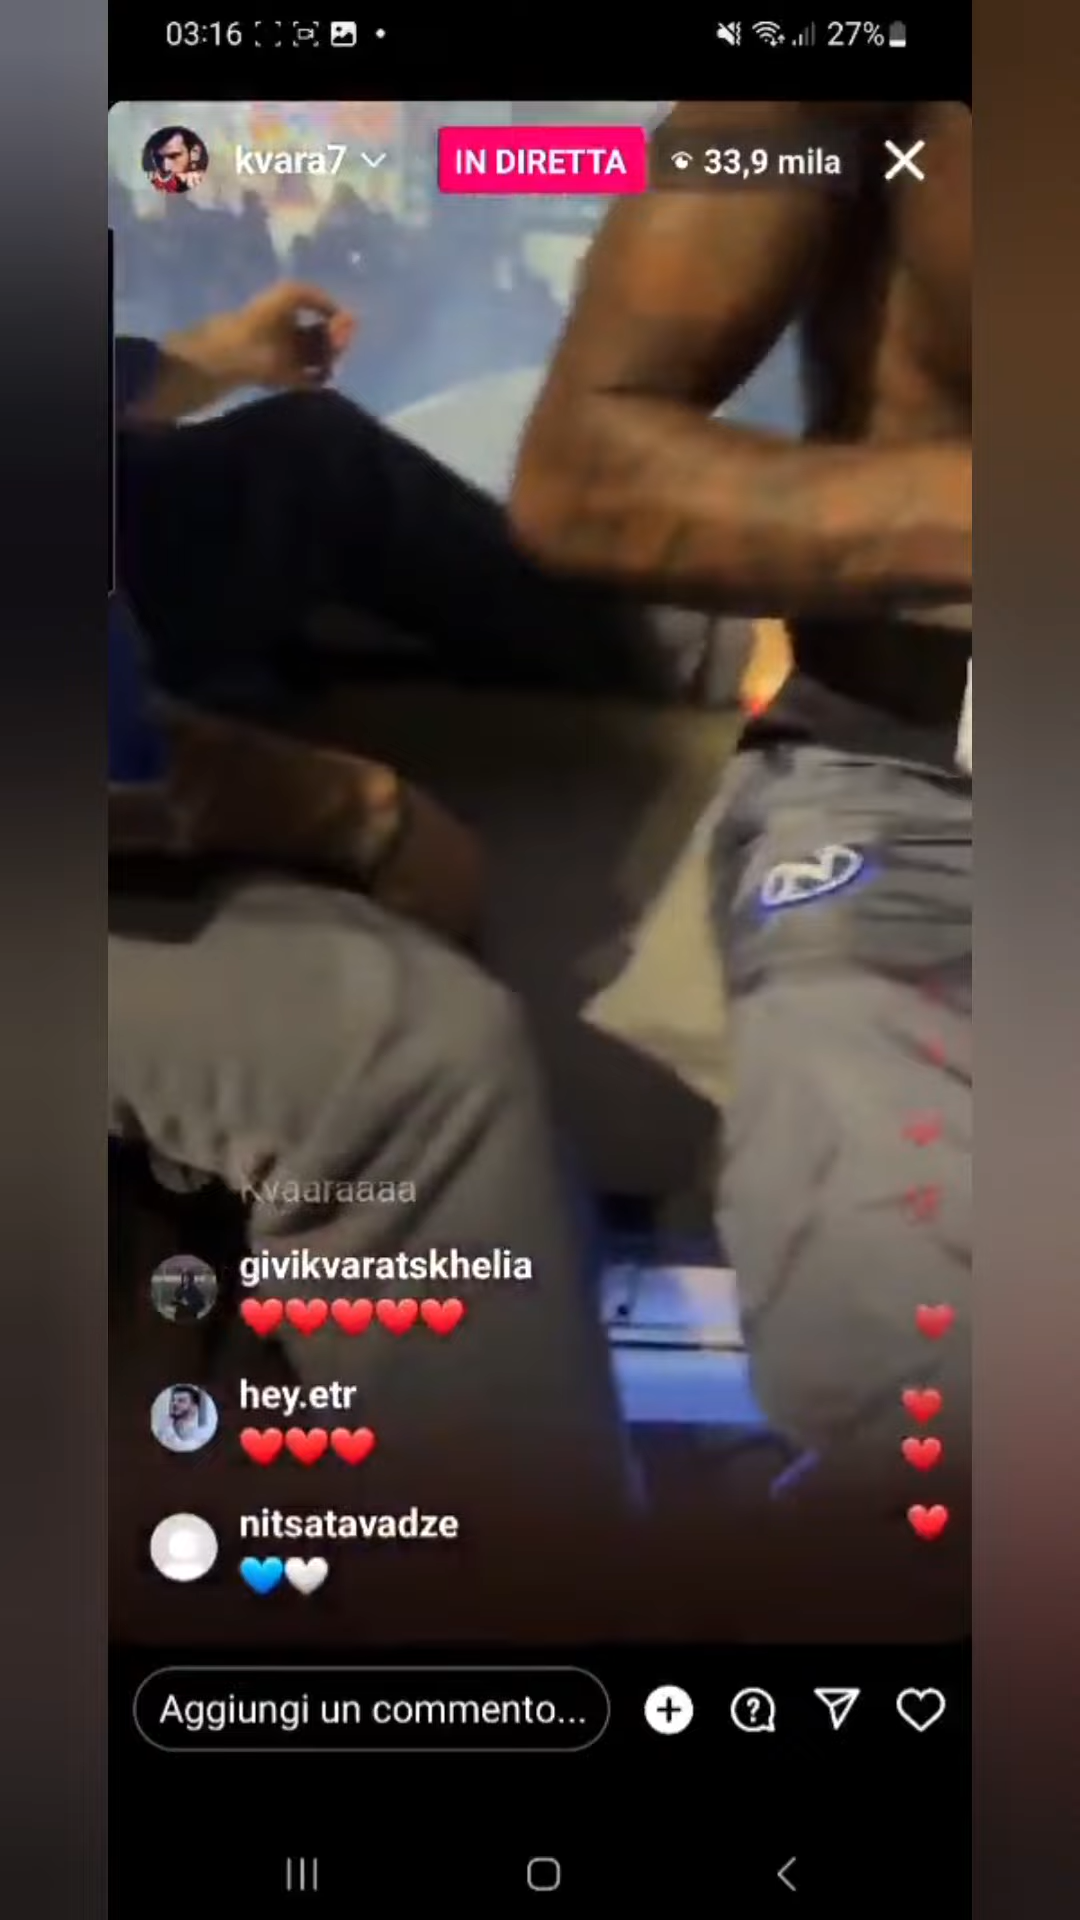 03:16
27%
kvara7
IN DIRETTA
33,9 mila
N
Kvaaraaaa
givikvaratskhelia
❤️❤️❤️❤️❤️
hey.etr
❤️❤️❤️
nitsatavadze
💙🤍
Aggiungi un commento...